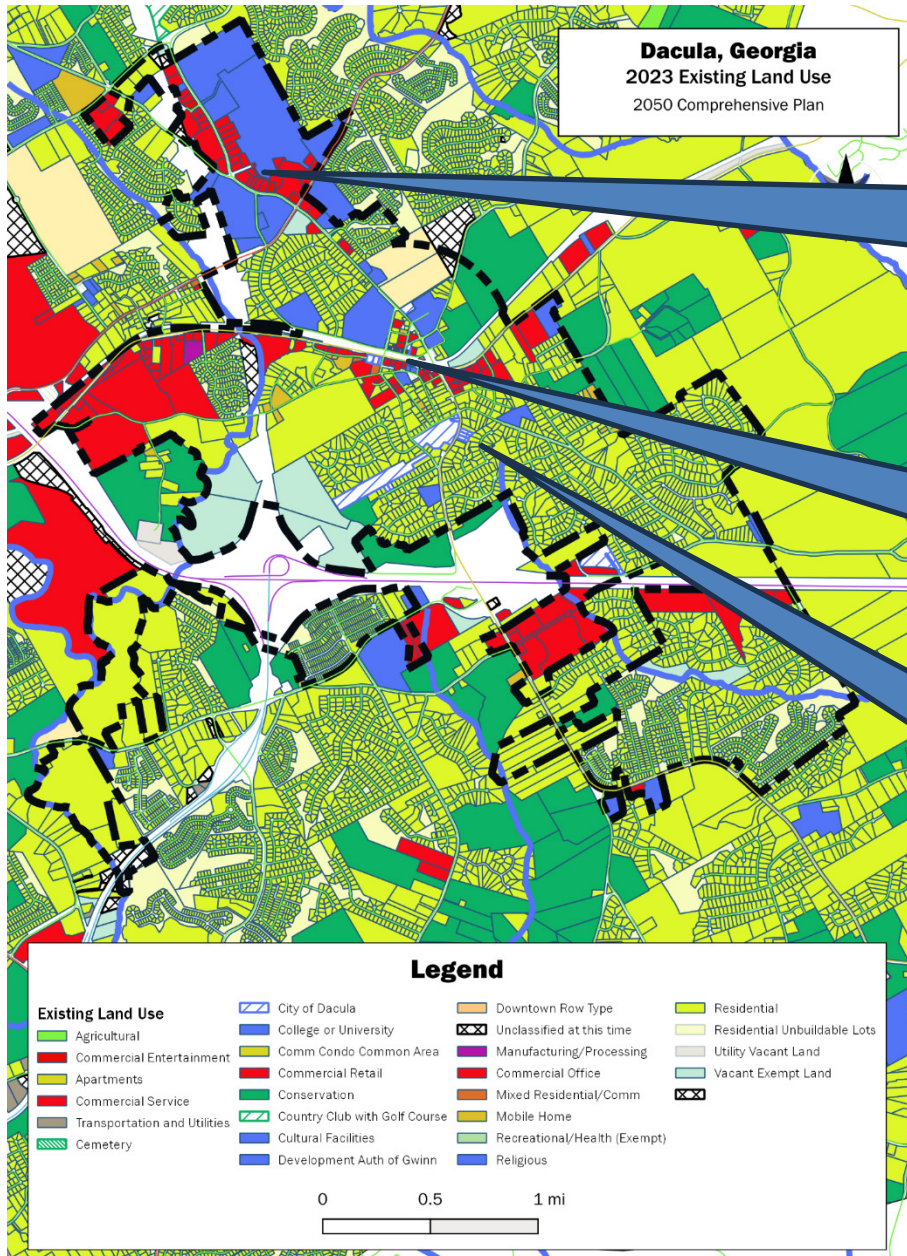 Dacula, Georgia
2023 Existing Land Use
2050 Comprehensive Plan
Legend
Existing Land Use
Agricultural
Commercial Entertainment
Apartments
Commercial Service
Transportation and Utilities
Cemetery
City of Dacula
College or University
Comm Condo Common Area
Commercial Retail
Conservation
Country Club with Golf Course
Cultural Facilities
Development Auth of Gwinn
Downtown Row Type
Unclassified at this time
Manufacturing/Processing
Commercial Office
Mixed Residential/Comm
Mobile Home
Recreational/Health (Exempt)
Religious
Residential
Residential Unbuildable Lots
Utility Vacant Land
Vacant Exempt Land
0 0.5 1 mi